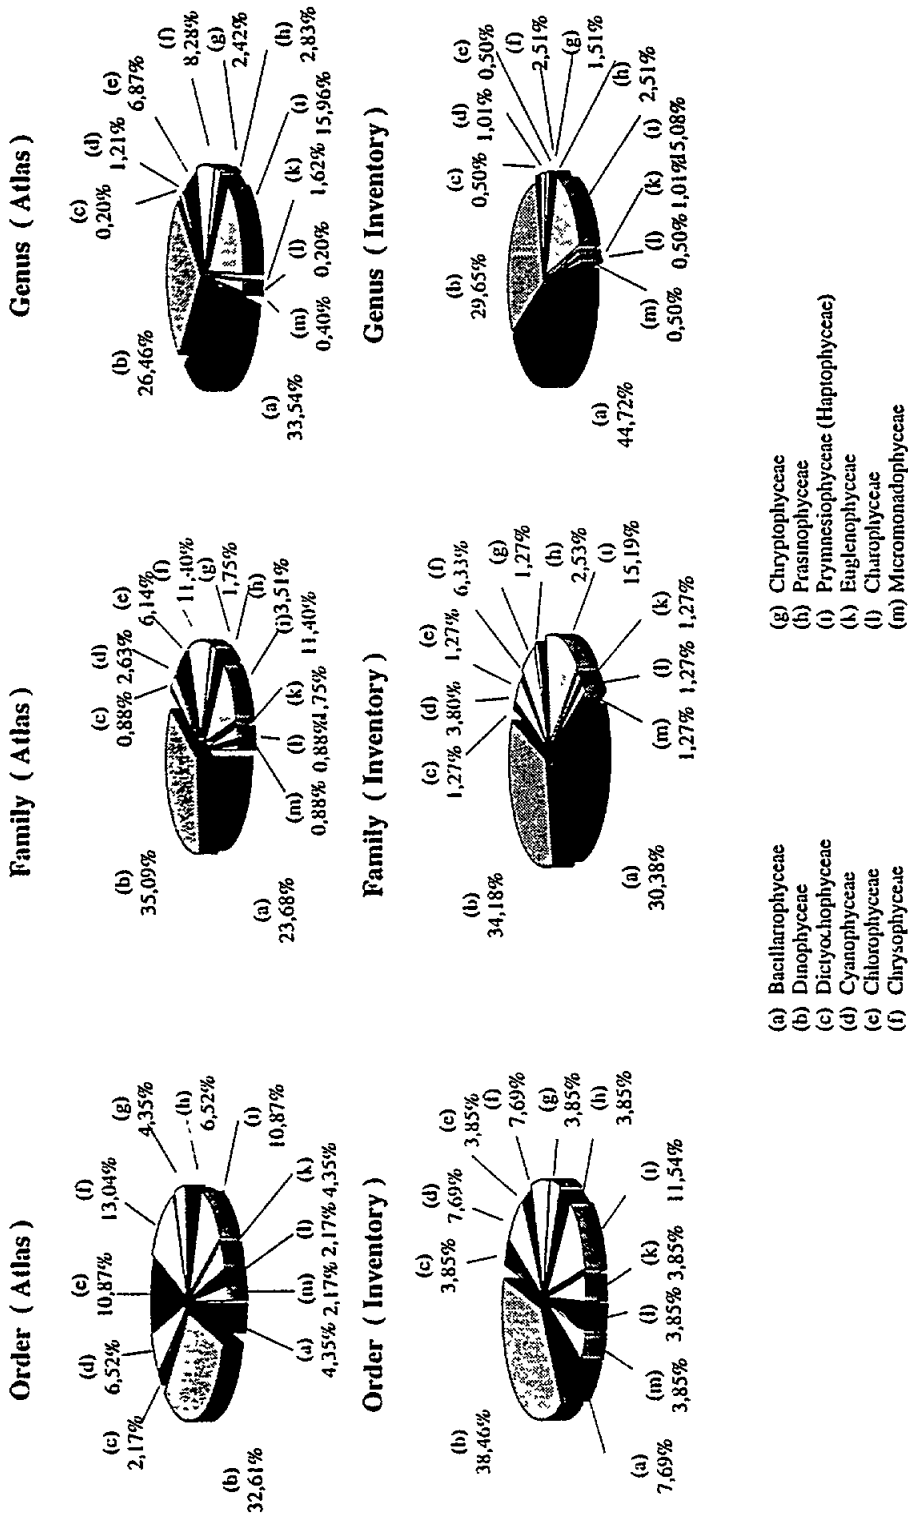 Order ( Atlas )
(a)
4,35%
(b)
32,61%
(c)
2,17%
(d)
6,52%
(e)
10,87%
(f)
13,04%
(g)
4,35%
(h)
6,52%
(i)
10,87%
(k)
4,35%
(l)
2,17%
(m)
2,17%
Family ( Atlas )
(a)
23,68%
(b)
35,09%
(c)
0,88%
(d)
2,63%
(e)
6,14%
(f)
11,40%
(g)
1,75%
(h)
3,51%
(i)
11,40%
(k)
1,75%
(l)
0,88%
(m)
0,88%
Genus ( Atlas )
(a)
33,54%
(b)
26,46%
(c)
0,20%
(d)
1,21%
(e)
6,87%
(f)
8,28%
(g)
2,42%
(h)
2,83%
(i)
15,96%
(k)
1,62%
(l)
0,20%
(m)
0,40%
Order ( Inventory )
(a)
7,69%
(b)
38,46%
(c)
3,85%
(d)
7,69%
(e)
3,85%
(f)
7,69%
(g)
3,85%
(h)
3,85%
(i)
11,54%
(k)
3,85%
(l)
3,85%
(m)
3,85%
Family ( Inventory )
(a)
30,38%
(b)
34,18%
(c)
1,27%
(d)
3,80%
(e)
1,27%
(f)
6,33%
(g)
1,27%
(h)
2,53%
(i)
15,19%
(k)
1,27%
(l)
1,27%
(m)
1,27%
Genus ( Inventory )
(a)
44,72%
(b)
29,65%
(c)
0,50%
(d)
1,01%
(e)
0,50%
(f)
2,51%
(g)
1,51%
(h)
2,51%
(i)
15,08%
(k)
1,01%
(l)
0,50%
(m)
0,50%
(a) Bacillariophyceae
(b) Dinophyceae
(c) Dictyochophyceae
(d) Cyanophyceae
(e) Chlorophyceae
(f) Chrysophyceae
(g) Chryptophyceae
(h) Prasinophyceae
(i) Prymnesiophyceae (Haptophyceae)
(k) Euglenophyceae
(l) Charophyceae
(m) Micromonadophyceae